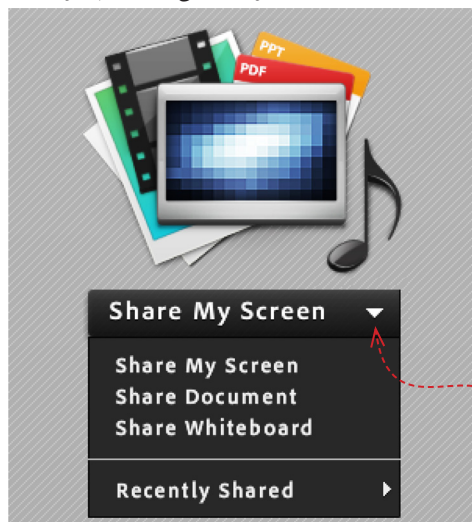 PPT
PDF
Share My Screen
Share My Screen
Share Document
Share Whiteboard
Recently Shared